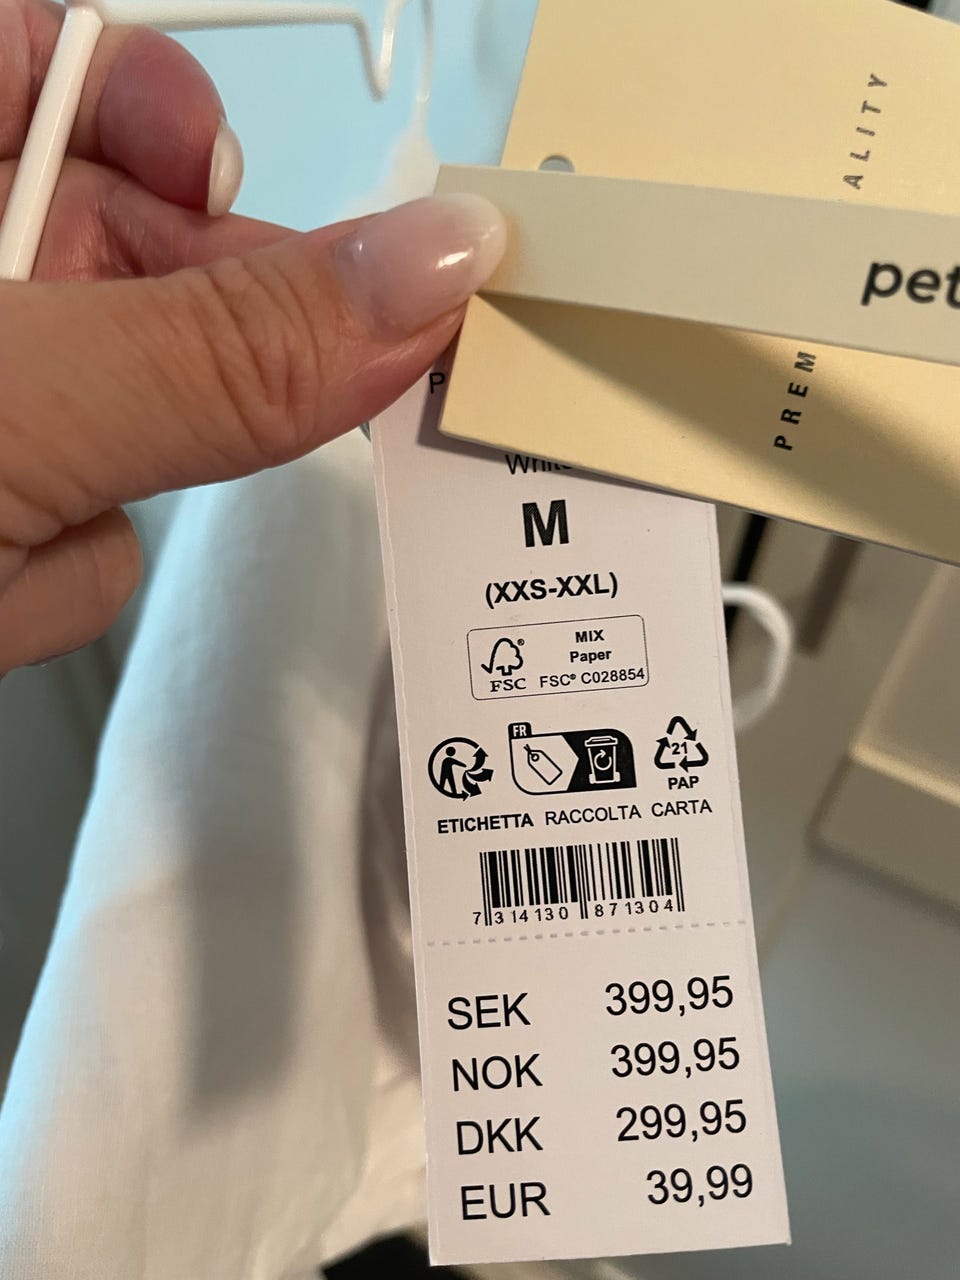 ALITY
pet
PREM
P
White
M
(XXS-XXL)
FSC® MIX
Paper
FSC® C028854
FR
21
PAP
ETICHETTA RACCOLTA CARTA
7 314130 871304
SEK 399,95
NOK 399,95
DKK 299,95
EUR 39,99